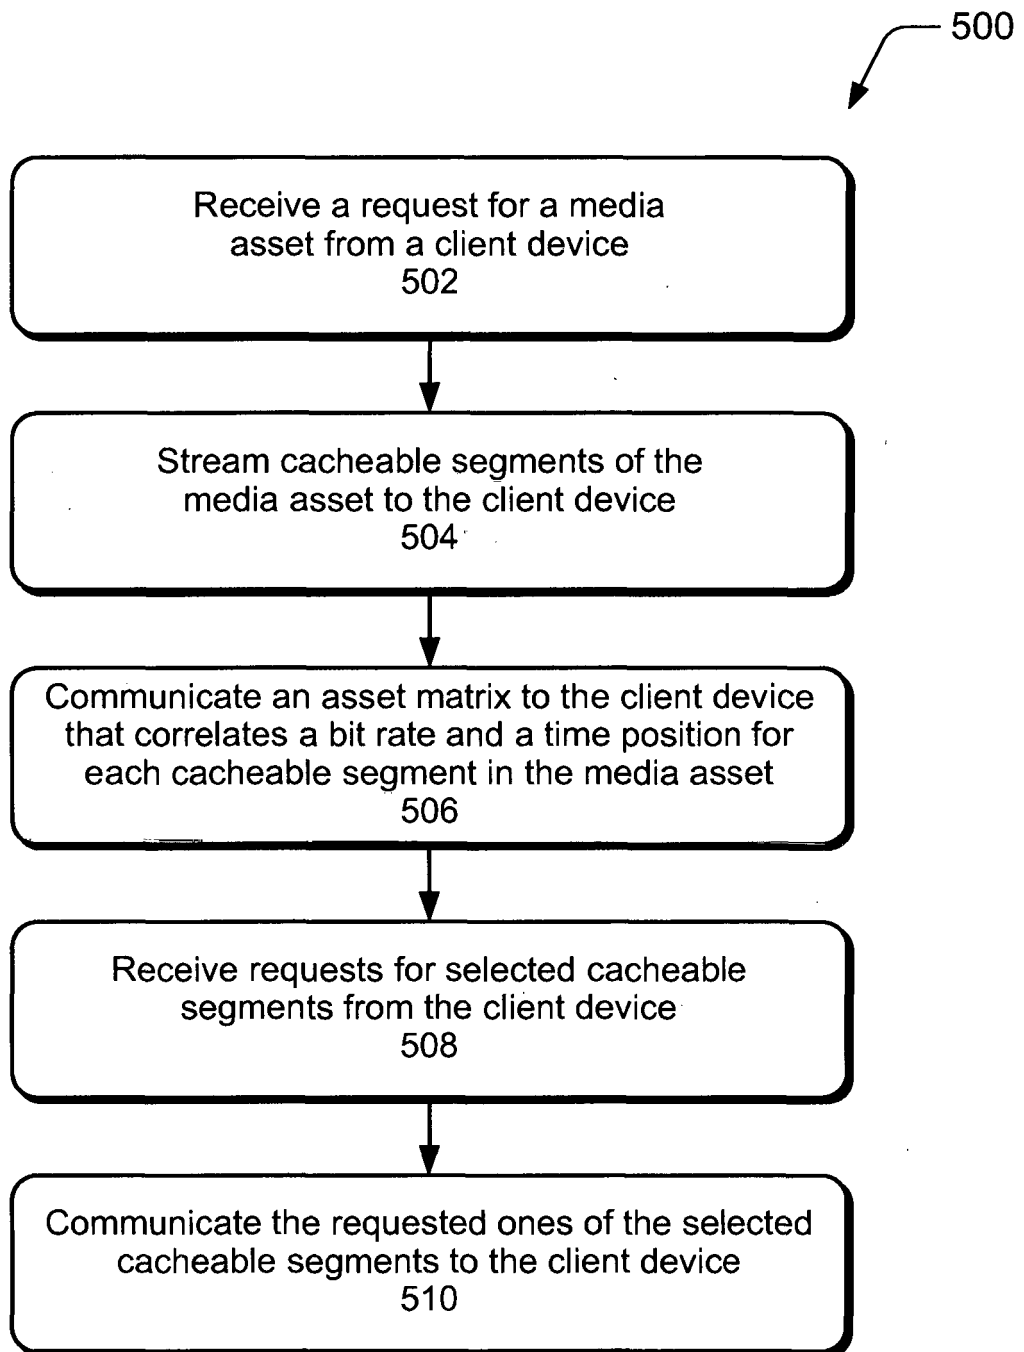 500
Receive a request for a media
asset from a client device
502
Stream cacheable segments of the
media asset to the client device
504
Communicate an asset matrix to the client device
that correlates a bit rate and a time position for
each cacheable segment in the media asset
506
Receive requests for selected cacheable
segments from the client device
508
Communicate the requested ones of the selected
cacheable segments to the client device
510